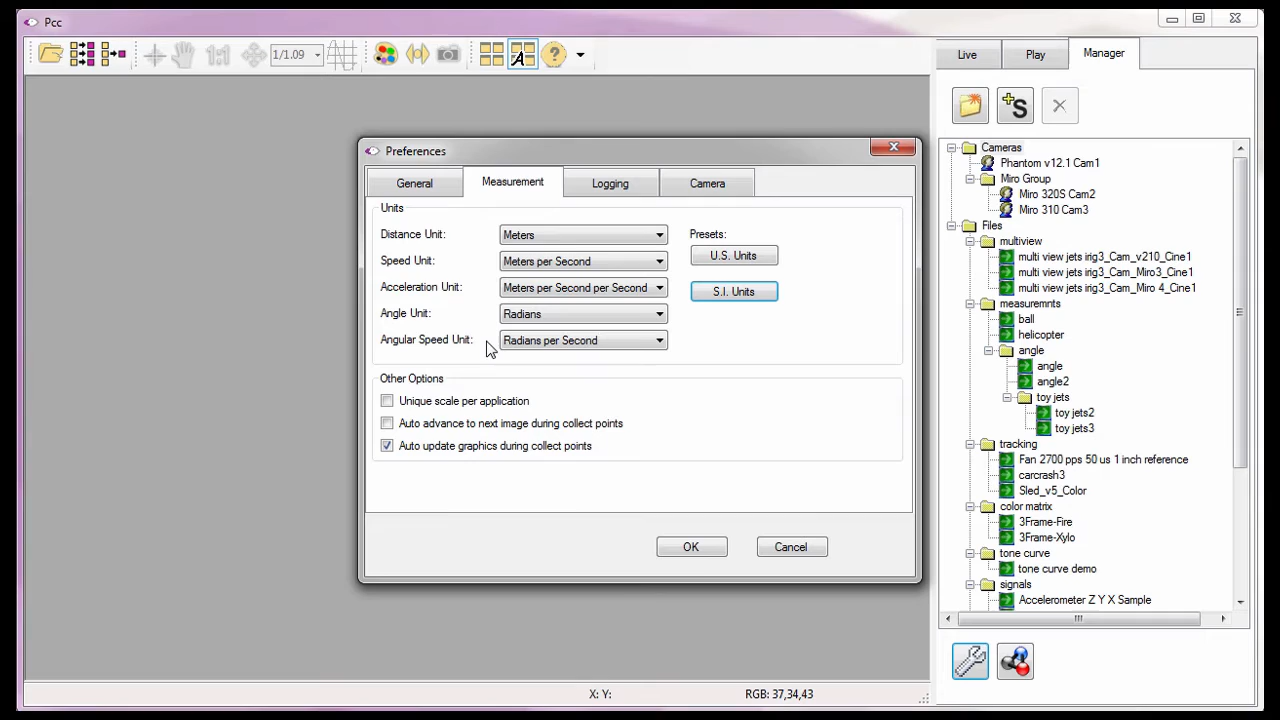 Pcc
1:1
1/1.09
A
?
Live
Play
Manager
+S
Preferences
General
Measurement
Logging
Camera
Units
Distance Unit:
Meters
Speed Unit:
Meters per Second
Acceleration Unit:
Meters per Second per Second
Angle Unit:
Radians
Angular Speed Unit:
Radians per Second
Presets:
U.S. Units
S.I. Units
Other Options
Unique scale per application
Auto advance to next image during collect points
Auto update graphics during collect points
OK
Cancel
Cameras
Phantom v12.1 Cam1
Miro Group
Miro 320S Cam2
Miro 310 Cam3
Files
multiview
multi view jets irig3_Cam_v210_Cine1
multi view jets irig3_Cam_Miro3_Cine1
multi view jets irig3_Cam_Miro 4_Cine1
measuremnts
ball
helicopter
angle
angle
angle2
toy jets
toy jets2
toy jets3
tracking
Fan 2700 pps 50 us 1 inch reference
carcrash3
Sled_v5_Color
color matrix
3Frame-Fire
3Frame-Xylo
tone curve
tone curve demo
signals
Accelerometer Z Y X Sample
X: Y:
RGB: 37,34,43